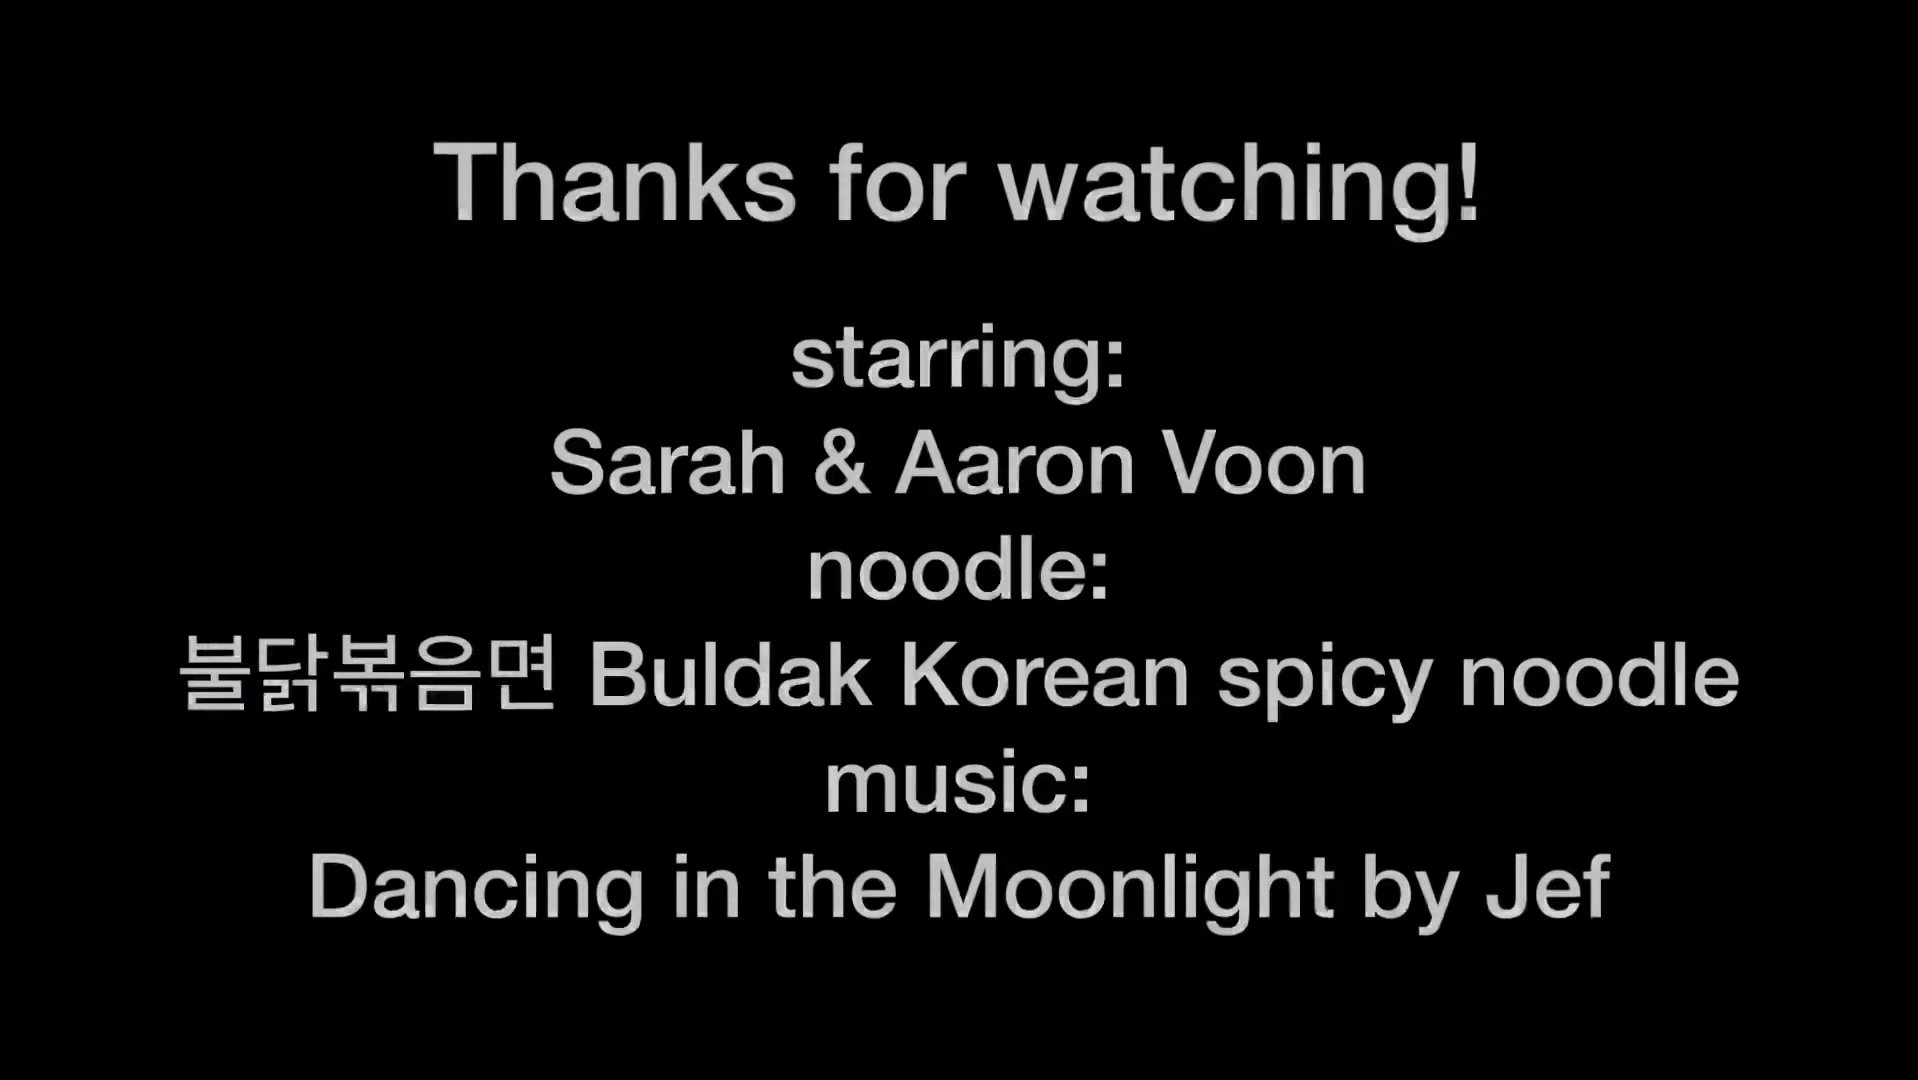 Thanks for watching!
starring:
Sarah & Aaron Voon
noodle:
불닭볶음면 Buldak Korean spicy noodle
music:
Dancing in the Moonlight by Jef